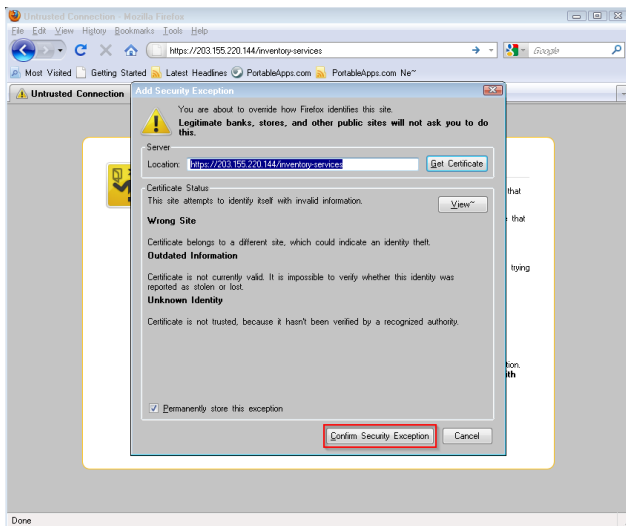 Untrusted Connection - Mozilla Firefox
File Edit View History Bookmarks Tools Help
https://203.155.220.144/inventory-services
Google
Most Visited Getting Started Latest Headlines PortableApps.com PortableApps.com Ne~
Untrusted Connection
Add Security Exception
You are about to override how Firefox identifies this site.
Legitimate banks, stores, and other public sites will not ask you to do
this.
Server
Location: https://203.155.220.144/inventory-services Get Certificate
Certificate Status
This site attempts to identify itself with invalid information.
View~
Wrong Site
Certificate belongs to a different site, which could indicate an identity theft.
Outdated Information
Certificate is not currently valid. It is impossible to verify whether this identity was
reported as stolen or lost.
Unknown Identity
Certificate is not trusted, because it hasn't been verified by a recognized authority.
that
that
trying
tion.
ith
Permanently store this exception
Confirm Security Exception Cancel
Done